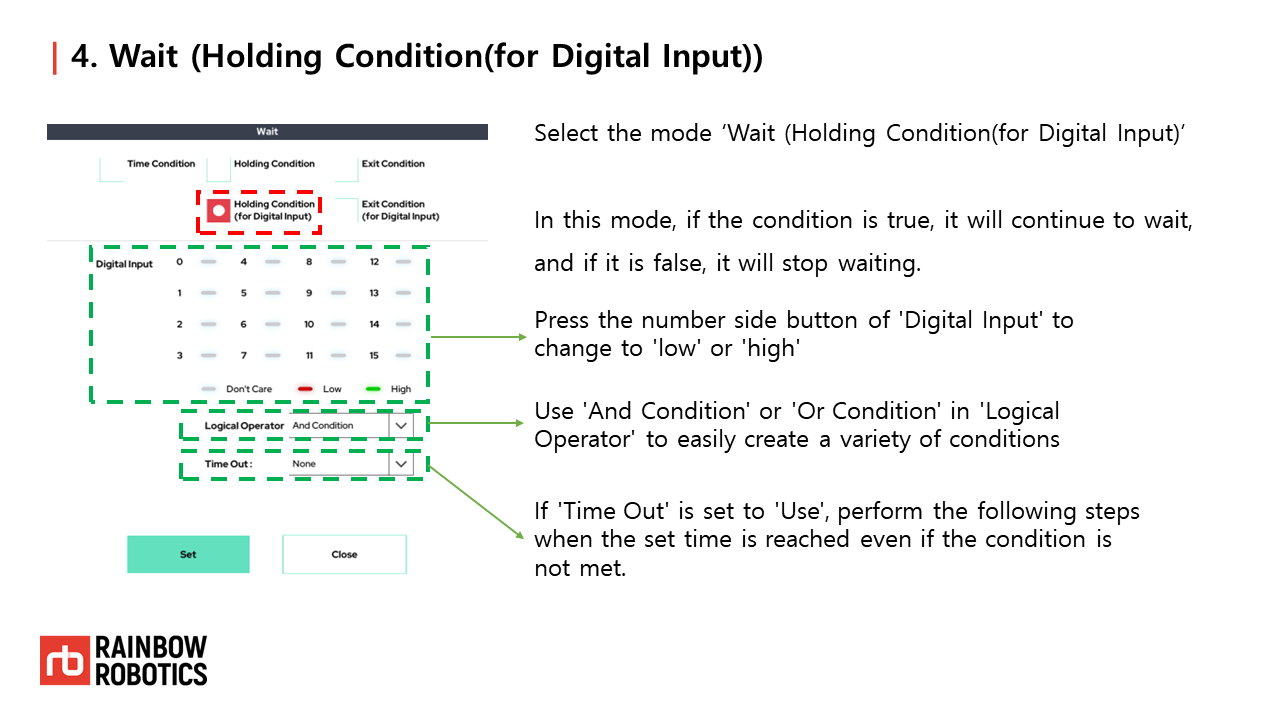 4. Wait (Holding Condition(for Digital Input))
Wait
Time Condition
Holding Condition
Exit Condition
Holding Condition
(for Digital Input)
Exit Condition
(for Digital Input)
Digital Input
0 4 8 12
1 5 9 13
2 6 10 14
3 7 11 15
Don't Care Low High
Logical Operator And Condition
Time Out : None
Set
Close
Select the mode ‘Wait (Holding Condition(for Digital Input)’
In this mode, if the condition is true, it will continue to wait,
and if it is false, it will stop waiting.
Press the number side button of 'Digital Input' to
change to 'low' or 'high'
Use 'And Condition' or 'Or Condition' in 'Logical
Operator' to easily create a variety of conditions
If 'Time Out' is set to 'Use', perform the following steps
when the set time is reached even if the condition is
not met.
rb
RAINBOW
ROBOTICS